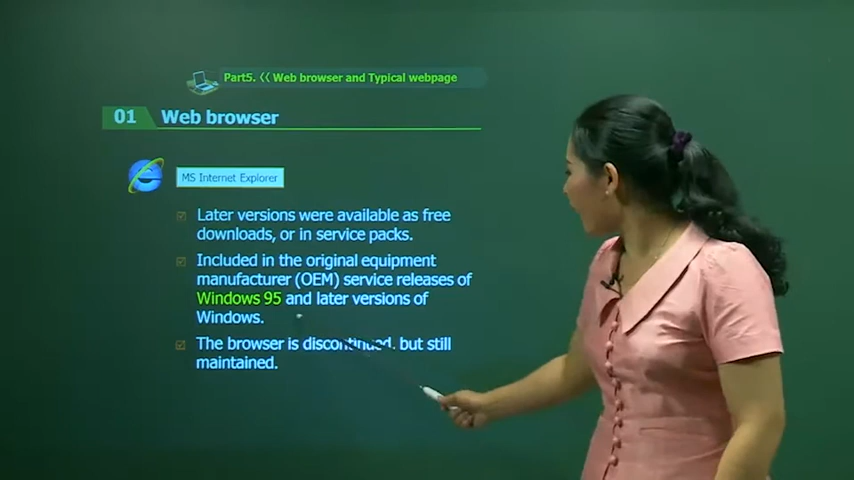 Part5. 《 Web browser and Typical webpage
01 Web browser
MS Internet Explorer
Later versions were available as free
downloads, or in service packs.
Included in the original equipment
manufacturer (OEM) service releases of
Windows 95 and later versions of
Windows.
The browser is discontinued, but still
maintained.